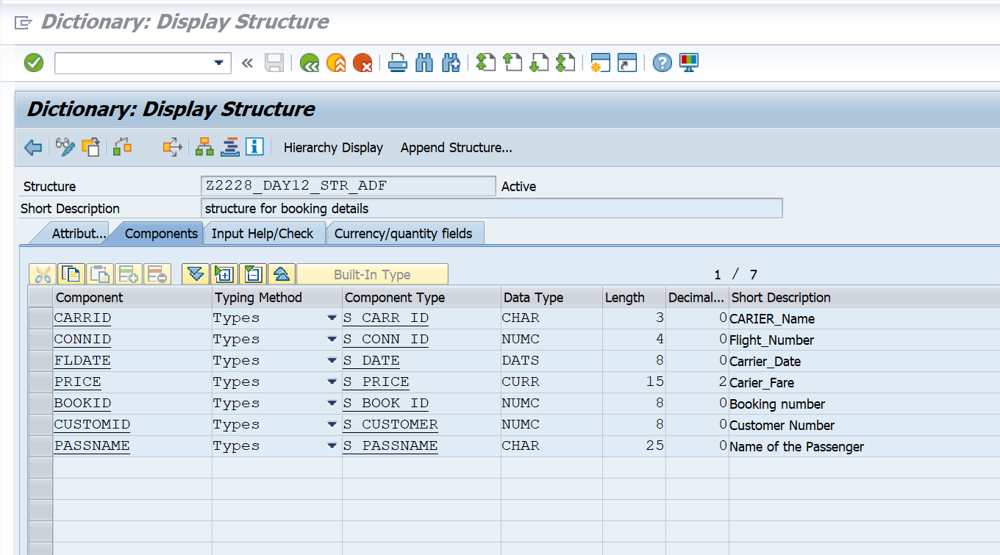 Dictionary: Display Structure
Dictionary: Display Structure
Hierarchy Display Append Structure...
Structure Z2228_DAY12_STR_ADF Active
Short Description structure for booking details
Attribut... Components Input Help/Check Currency/quantity fields
Built-In Type 1 / 7
Component Typing Method Component Type Data Type Length Decimal... Short Description
CARRID Types S_CARR_ID CHAR 3 0 CARIER_Name
CONNID Types S_CONN_ID NUMC 4 0 Flight_Number
FLDATE Types S_DATE DATS 8 0 Carrier_Date
PRICE Types S_PRICE CURR 15 2 Carier_Fare
BOOKID Types S_BOOK_ID NUMC 8 0 Booking number
CUSTOMID Types S_CUSTOMER NUMC 8 0 Customer Number
PASSNAME Types S_PASSNAME CHAR 25 0 Name of the Passenger